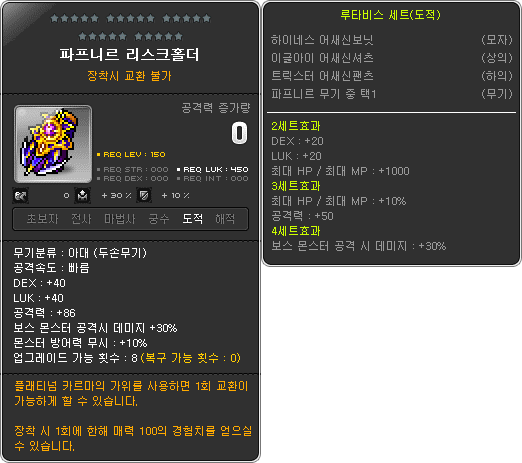 파프니르 리스크홀더
장착시 교환 불가
공격력 증가량
0
REQ LEV : 150
REQ STR : 000 REQ LUK : 450
REQ DEX : 000 REQ INT : 000
0 +30% +10%
초보자 전사 마법사 궁수 도적 해적
무기분류 : 아대 (두손무기)
공격속도 : 빠름
DEX : +40
LUK : +40
공격력 : +86
보스 몬스터 공격시 데미지 +30%
몬스터 방어력 무시 : +10%
업그레이드 가능 횟수 : 8 (복구 가능 횟수 : 0)
플래티넘 카르마의 가위를 사용하면 1회 교환이
가능하게 할 수 있습니다.
장착 시 1회에 한해 매력 100의 경험치를 얻으실
수 있습니다.
루타비스 세트(도적)
하이네스 어새신보닛 (모자)
이글아이 어새신셔츠 (상의)
트릭스터 어새신팬츠 (하의)
파프니르 무기 중 택1 (무기)
2세트효과
DEX : +20
LUK : +20
최대 HP / 최대 MP : +1000
3세트효과
최대 HP / 최대 MP : +10%
공격력 : +50
4세트효과
보스 몬스터 공격 시 데미지 : +30%